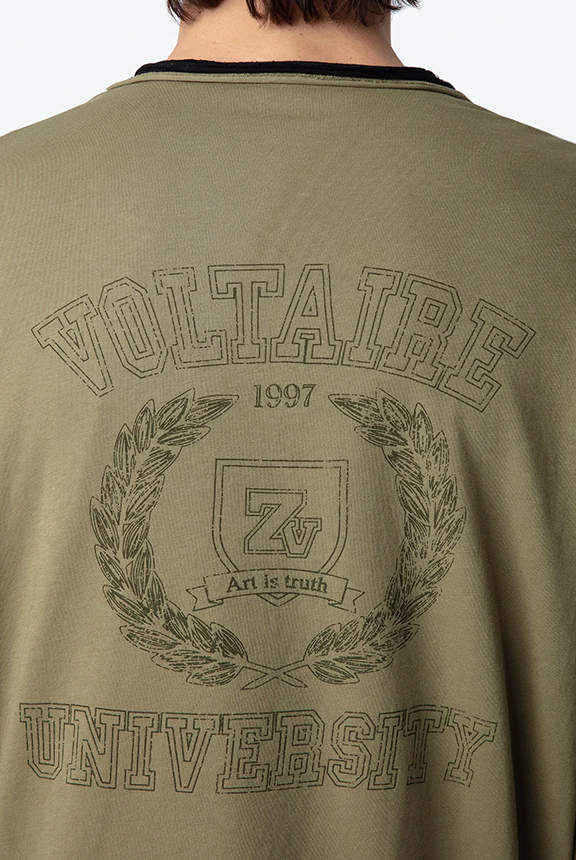 VOLTAIRE
1997
ZV
Art is truth
UNIVERSITY